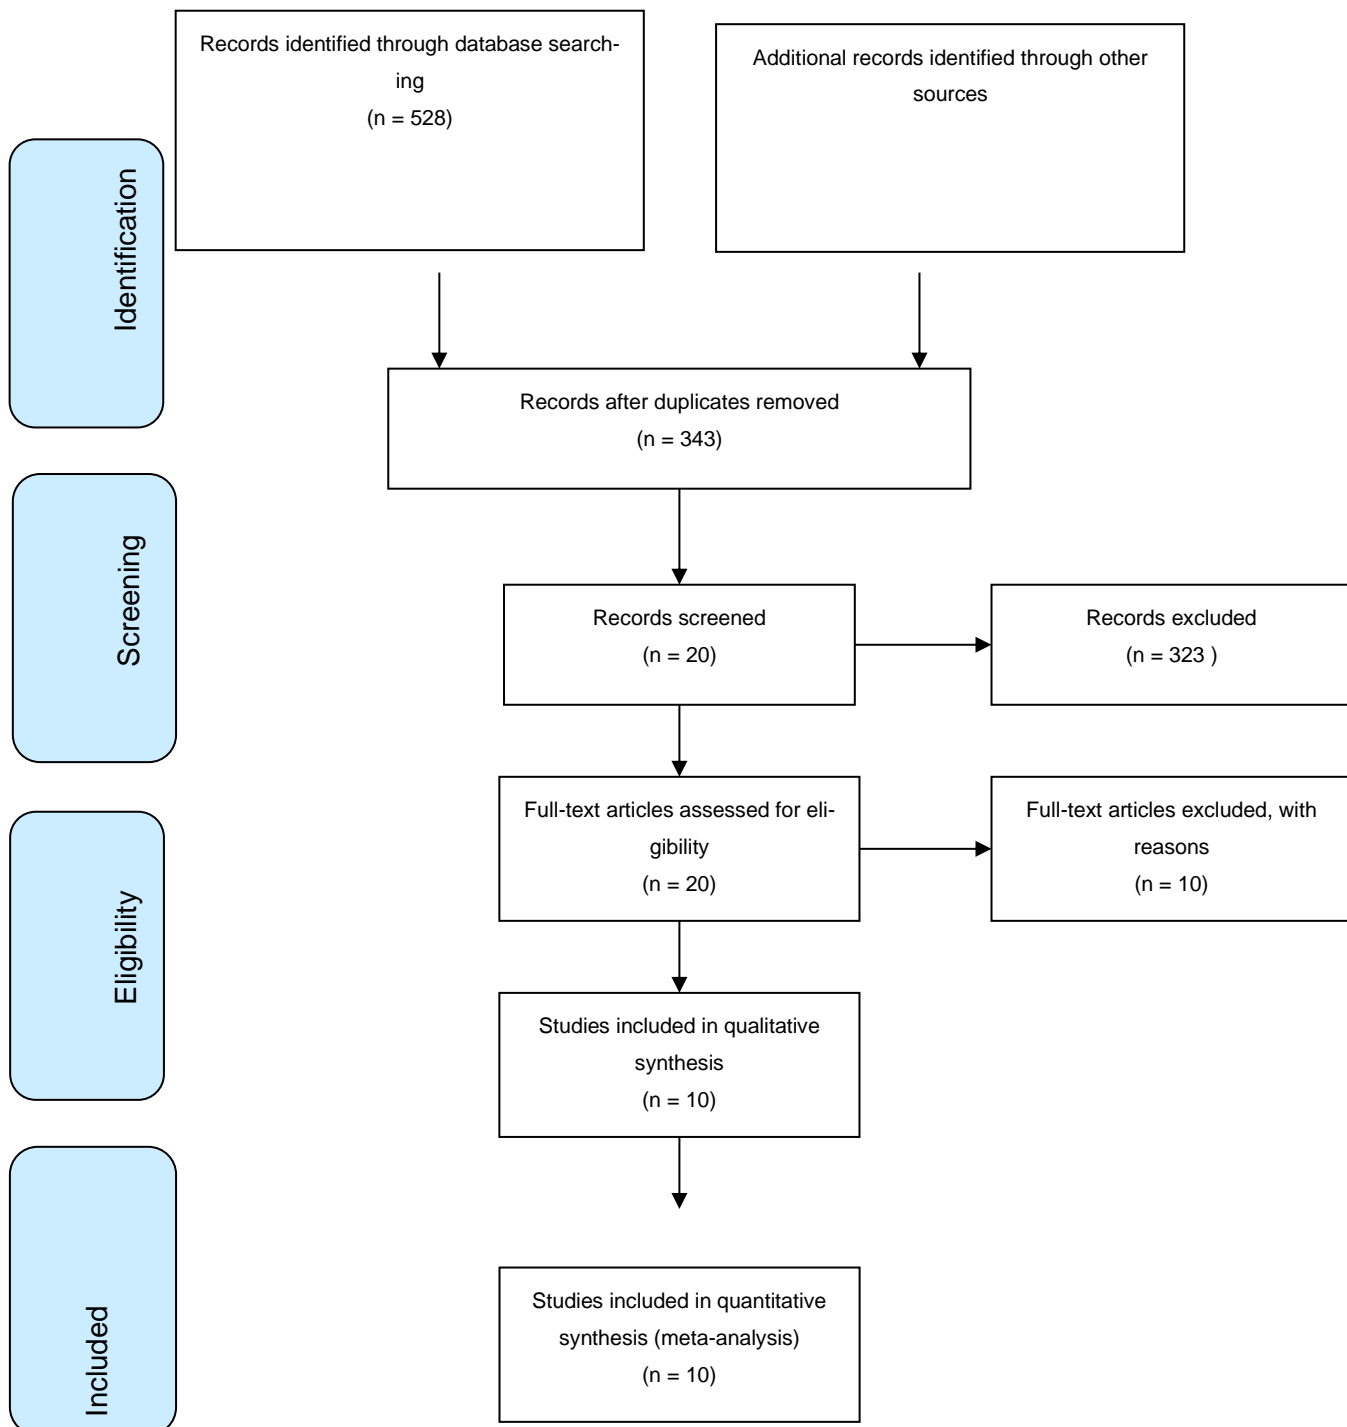 Records identified through database search-
ing
(n = 528)
Additional records identified through other
sources
Identification
Records after duplicates removed
(n = 343)
Screening
Records screened
(n = 20)
Records excluded
(n = 323 )
Eligibility
Full-text articles assessed for eli-
gibility
(n = 20)
Full-text articles excluded, with
reasons
(n = 10)
Studies included in qualitative
synthesis
(n = 10)
Included
Studies included in quantitative
synthesis (meta-analysis)
(n = 10)